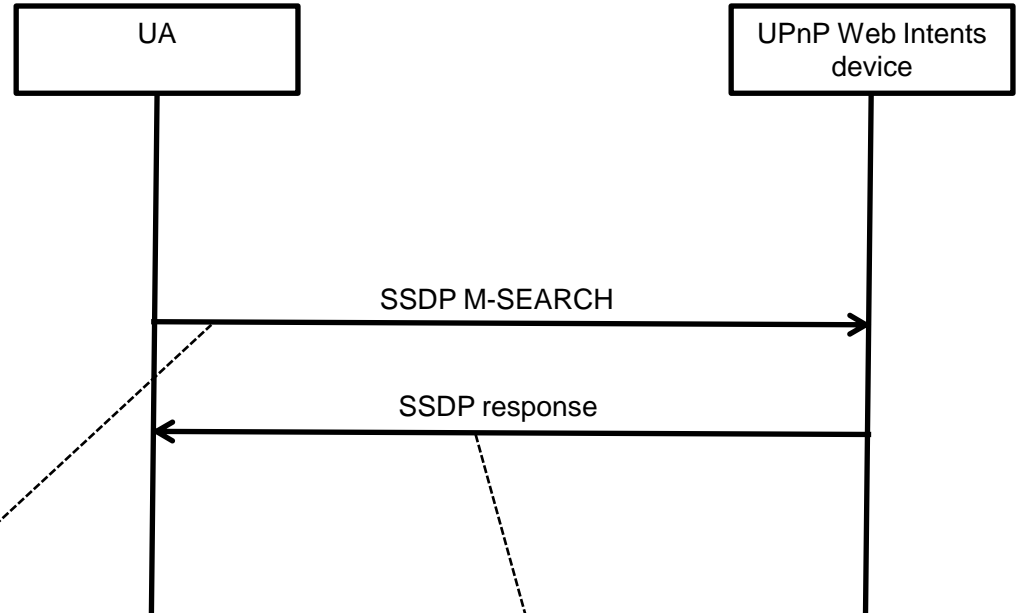 UA
UPnP Web Intents
device
SSDP M-SEARCH
SSDP response